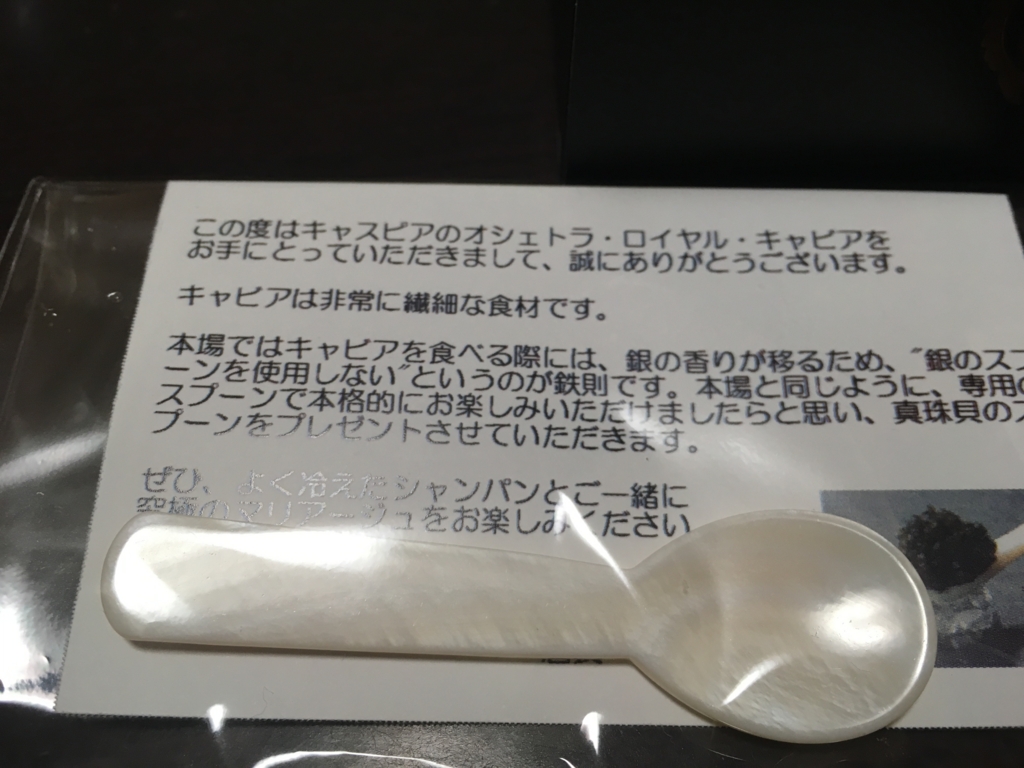 この度はキャスピアのオシェトラ・ロイヤル・キャビアを
お手にとっていただきまして、誠にありがとうございます。
キャビアは非常に繊細な食材です。
本場ではキャビアを食べる際には、銀の香りが移るため、"銀のスプ
ーンを使用しない"というのが鉄則です。本場と同じように、専用の
スプーンで本格的にお楽しみいただけましたらと思い、真珠貝のス
プーンをプレゼントさせていただきます。
ぜひ、よく冷えたシャンパンとご一緒に
究極のマリアージュをお楽しみください